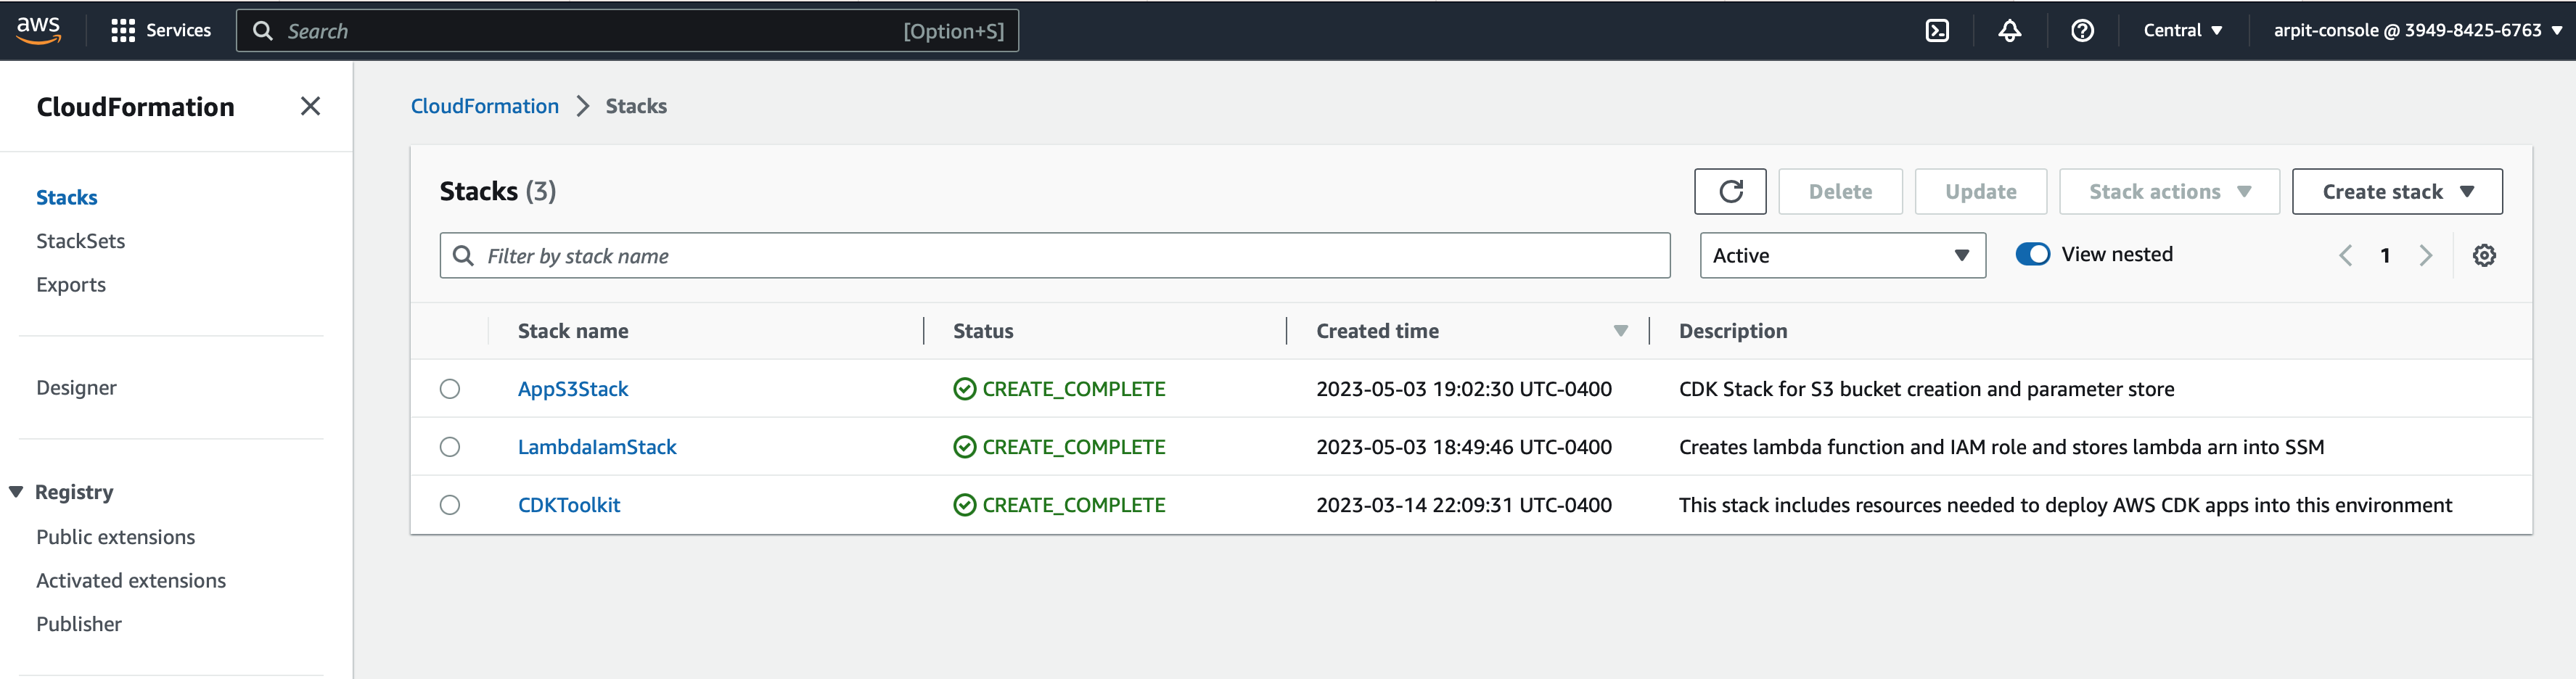 aws Services Search [Option+S] Central arpit-console @ 3949-8425-6763
CloudFormation
Stacks
StackSets
Exports
Designer
Registry
Public extensions
Activated extensions
Publisher
CloudFormation Stacks
Stacks (3) Delete Update Stack actions Create stack
Filter by stack name Active View nested 1
Stack name Status Created time Description
AppS3Stack CREATE_COMPLETE 2023-05-03 19:02:30 UTC-0400 CDK Stack for S3 bucket creation and parameter store
LambdaIamStack CREATE_COMPLETE 2023-05-03 18:49:46 UTC-0400 Creates lambda function and IAM role and stores lambda arn into SSM
CDKToolkit CREATE_COMPLETE 2023-03-14 22:09:31 UTC-0400 This stack includes resources needed to deploy AWS CDK apps into this environment